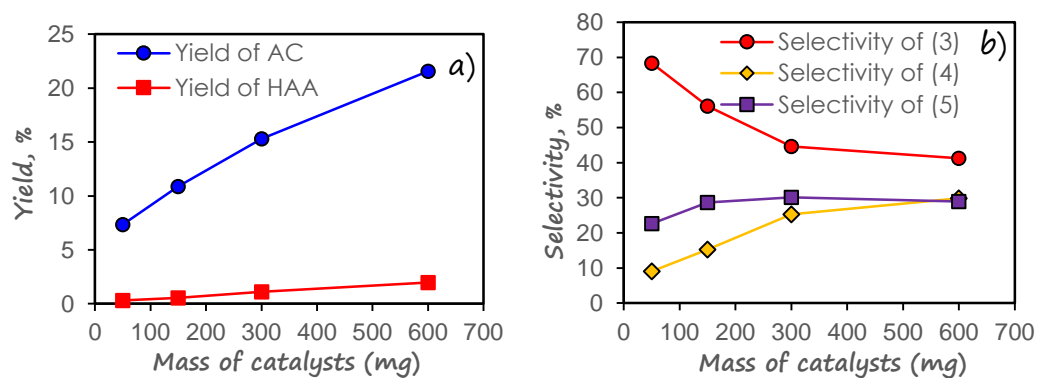 a)
Yield of AC
Yield of HAA
25
20
15
10
5
0
Yield, %
0 100 200 300 400 500 600 700
Mass of catalysts (mg)
b)
Selectivity of (3)
Selectivity of (4)
Selectivity of (5)
80
70
60
50
40
30
20
10
0
Selectivity, %
0 100 200 300 400 500 600 700
Mass of catalysts (mg)